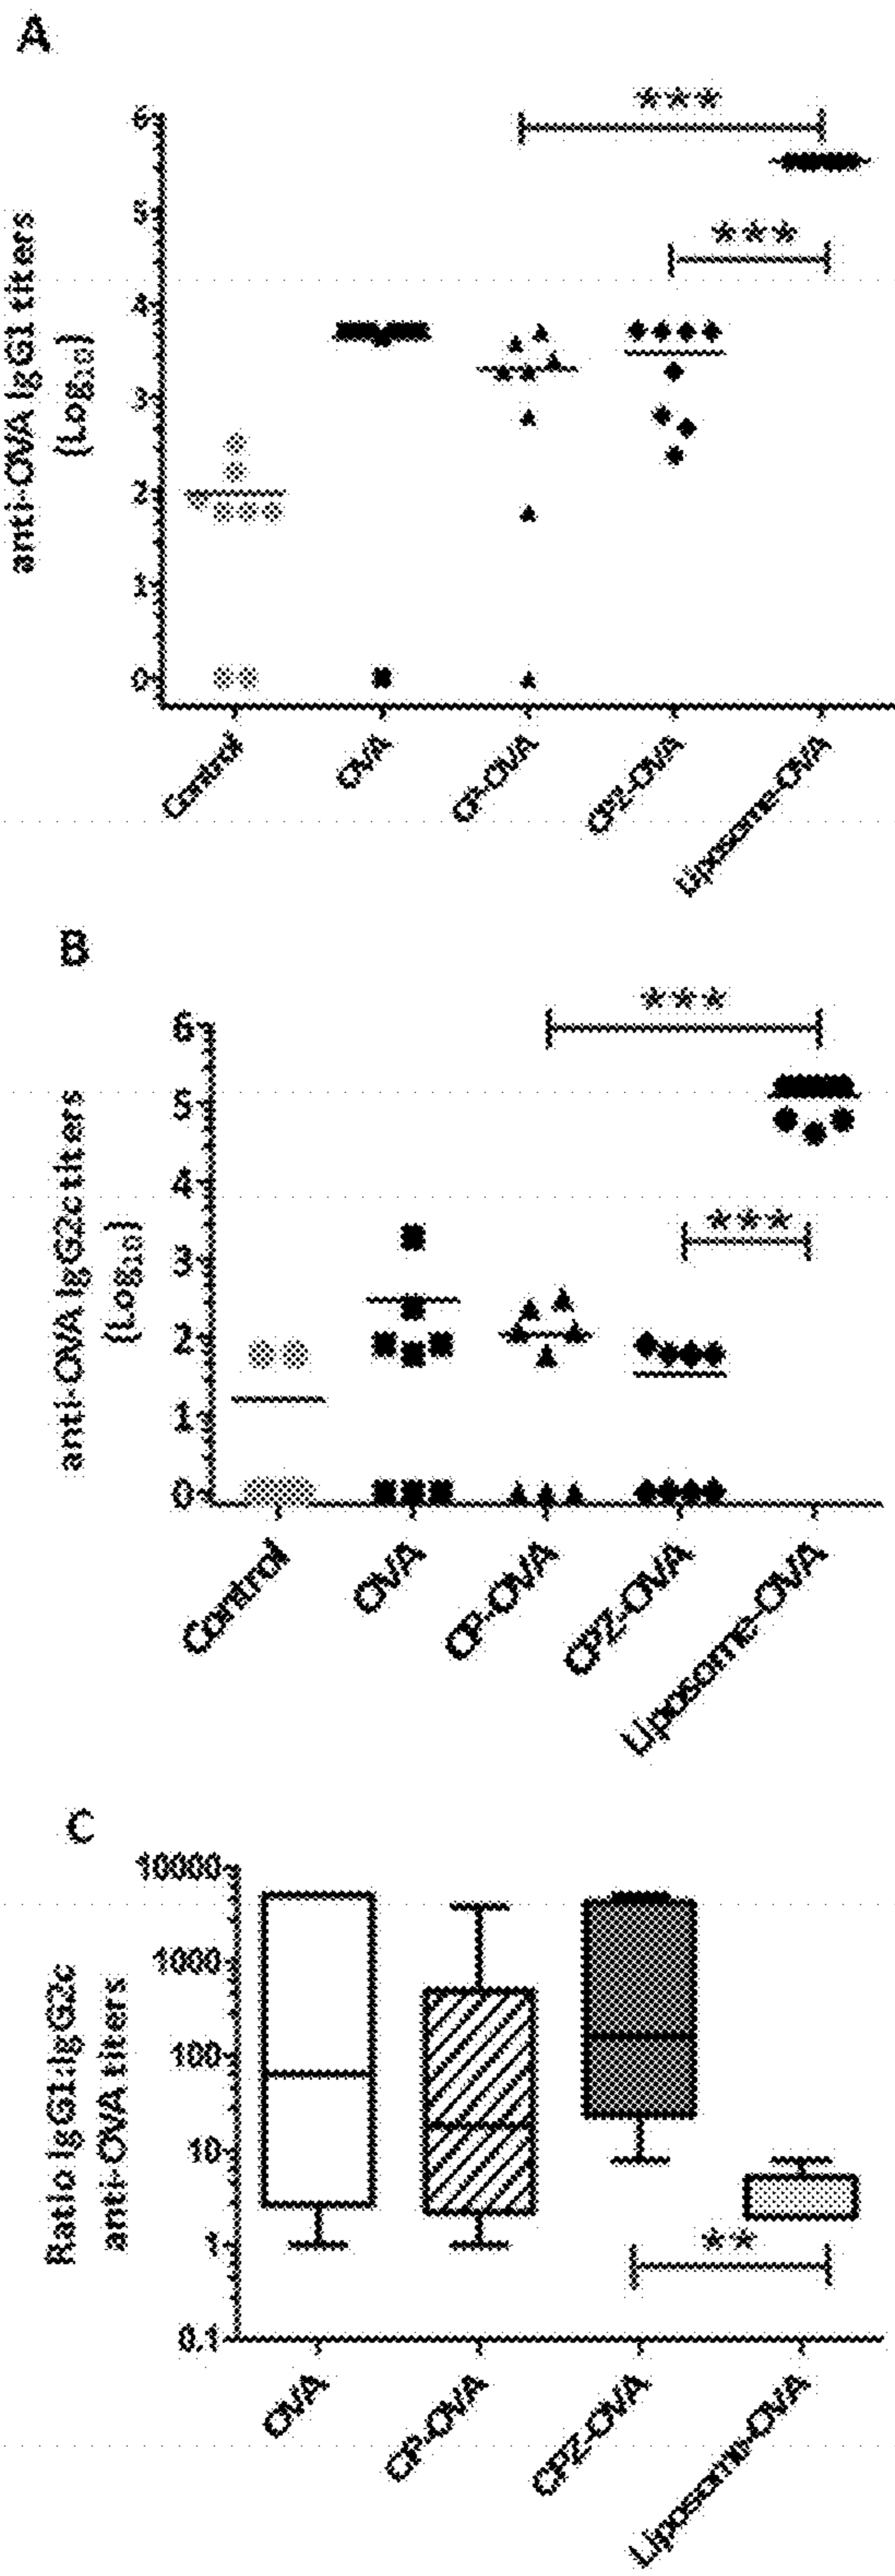 A
***
6
5
***
4
3
2
1
0
anti-OVA IgG1 titers
(Log10)
Control
OVA
CP-OVA
CPZ-OVA
Liposome-OVA
B
***
6
5
4
***
3
2
1
0
anti-OVA IgG2c titers
(Log10)
Control
OVA
CP-OVA
CPZ-OVA
Liposome-OVA
C
10000
1000
100
10
1
**
0.1
Ratio IgG1:IgG2c
anti-OVA titers
OVA
CP-OVA
CPZ-OVA
Liposome-OVA